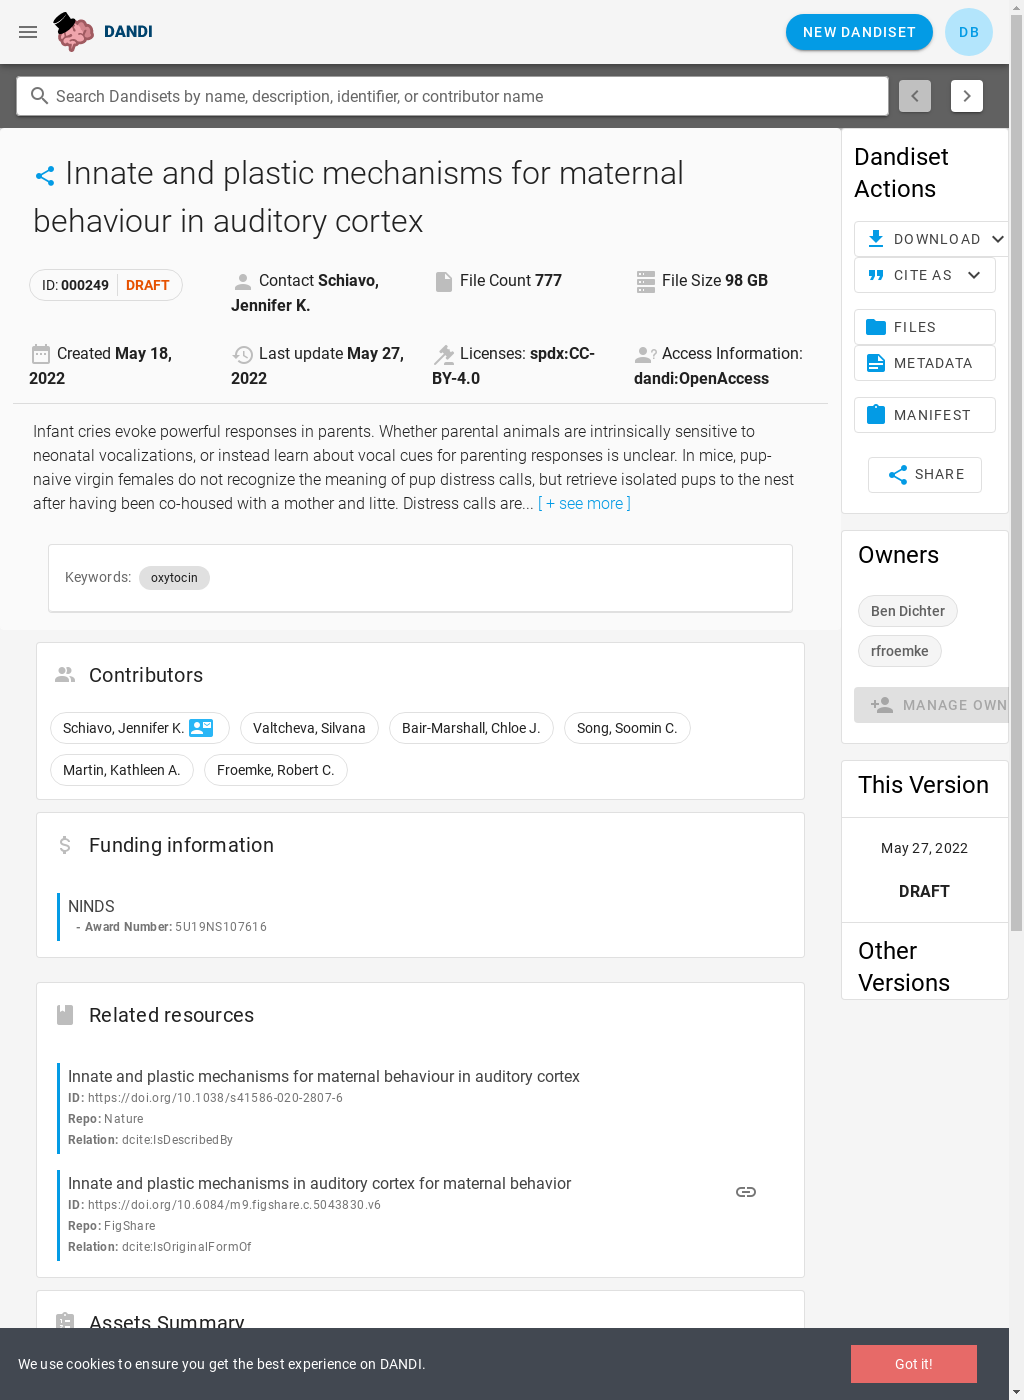 DANDI
NEW DANDISET
DB
Search Dandisets by name, description, identifier, or contributor name
Innate and plastic mechanisms for maternal
behaviour in auditory cortex
ID: 000249 DRAFT
Contact Schiavo,
Jennifer K.
File Count 777
File Size 98 GB
Created May 18,
2022
Last update May 27,
2022
Licenses: spdx:CC-
BY-4.0
Access Information:
dandi:OpenAccess
Infant cries evoke powerful responses in parents. Whether parental animals are intrinsically sensitive to
neonatal vocalizations, or instead learn about vocal cues for parenting responses is unclear. In mice, pup-
naive virgin females do not recognize the meaning of pup distress calls, but retrieve isolated pups to the nest
after having been co-housed with a mother and litte. Distress calls are... [ + see more ]
Keywords: oxytocin
Contributors
Schiavo, Jennifer K.
Valtcheva, Silvana
Bair-Marshall, Chloe J.
Song, Soomin C.
Martin, Kathleen A.
Froemke, Robert C.
Funding information
NINDS
- Award Number: 5U19NS107616
Related resources
Innate and plastic mechanisms for maternal behaviour in auditory cortex
ID: https://doi.org/10.1038/s41586-020-2807-6
Repo: Nature
Relation: dcite:IsDescribedBy
Innate and plastic mechanisms in auditory cortex for maternal behavior
ID: https://doi.org/10.6084/m9.figshare.c.5043830.v6
Repo: FigShare
Relation: dcite:IsOriginalFormOf
Assets Summary
Dandiset
Actions
DOWNLOAD
CITE AS
FILES
METADATA
MANIFEST
SHARE
Owners
Ben Dichter
rfroemke
MANAGE OWN
This Version
May 27, 2022
DRAFT
Other
Versions
We use cookies to ensure you get the best experience on DANDI.
Got it!